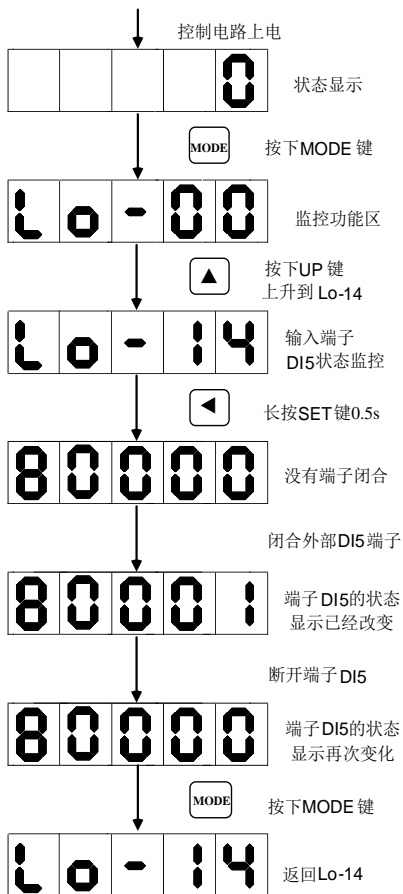 控制电路上电
0
状态显示
MODE
按下MODE 键
Lo-00
监控功能区
按下UP 键
上升到 Lo-14
Lo-14
输入端子
DI5状态监控
长按SET 键0.5s
80000
没有端子闭合
闭合外部DI5端子
80001
端子DI5的状态
显示已经改变
断开端子DI5
80000
端子DI5的状态
显示再次变化
MODE
按下MODE 键
Lo-14
返回Lo-14